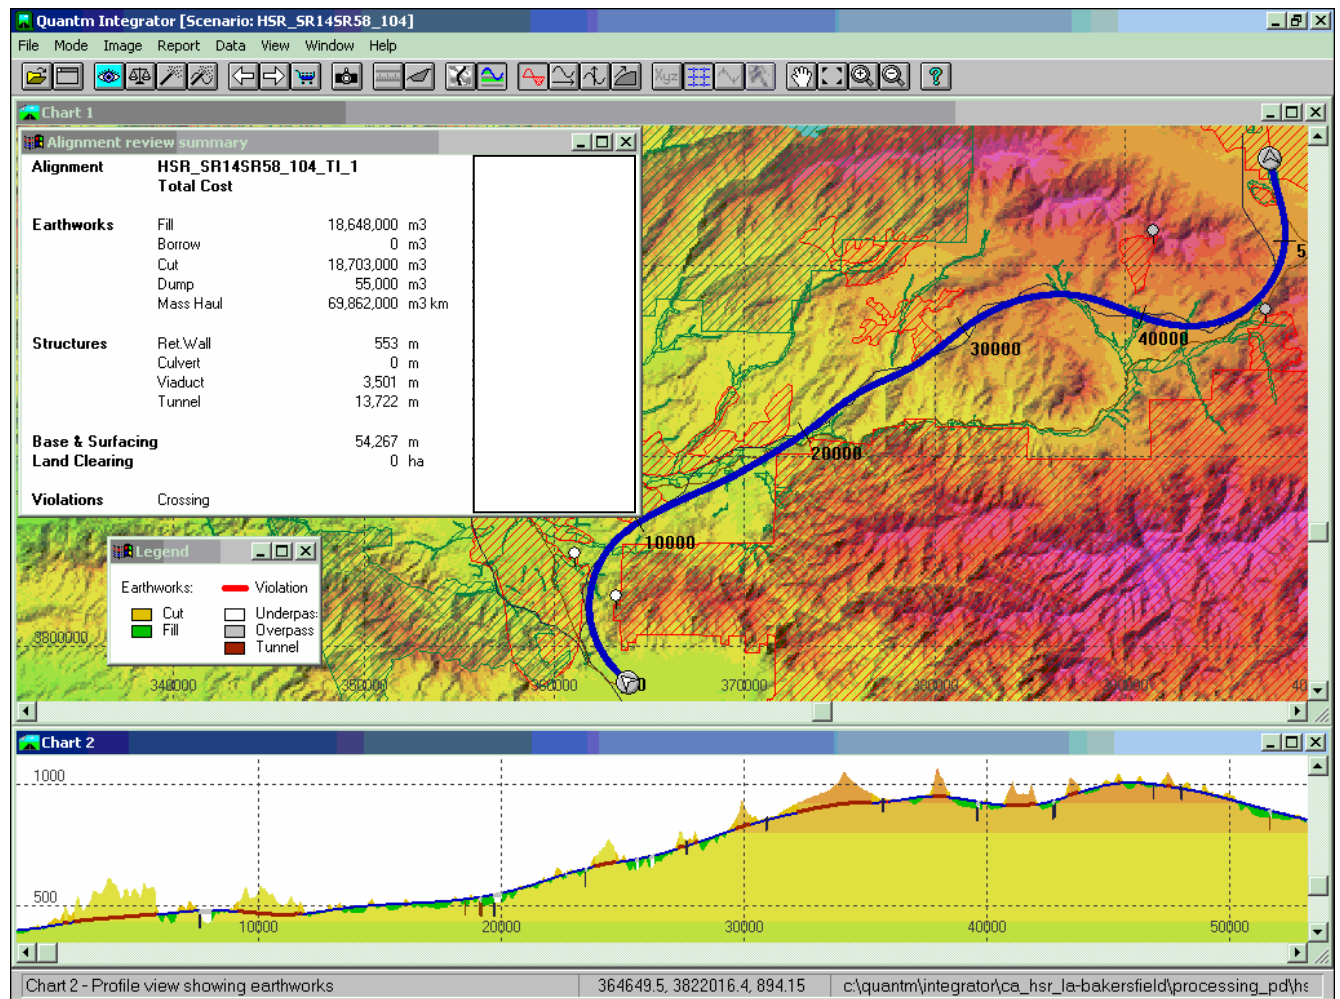 Quantm Integrator [Scenario: HSR_SR14SR58_104]
File Mode Image Report Data View Window Help
Xyz
?
Chart 1
Alignment review summary
Alignment HSR_SR14SR58_104_TI_1
Total Cost
Earthworks Fill 18,648,000 m3
Borrow 0 m3
Cut 18,703,000 m3
Dump 55,000 m3
Mass Haul 69,862,000 m3 km
Structures Ret.Wall 553 m
Culvert 0 m
Viaduct 3,501 m
Tunnel 13,722 m
Base & Surfacing 54,267 m
Land Clearing 0 ha
Violations Crossing
5
40000
30000
20000
10000
0
Legend
Earthworks: Violation
Cut Underpas:
Fill Overpass
Tunnel
3800000
340000 350000 360000 370000 380000 390000 40
Chart 2
1000
500
10000 20000 30000 40000 50000
Chart 2 - Profile view showing earthworks 364649.5, 3822016.4, 894.15 c:\quantm\integrator\ca_hsr_la-bakersfield\processing_pd\hs